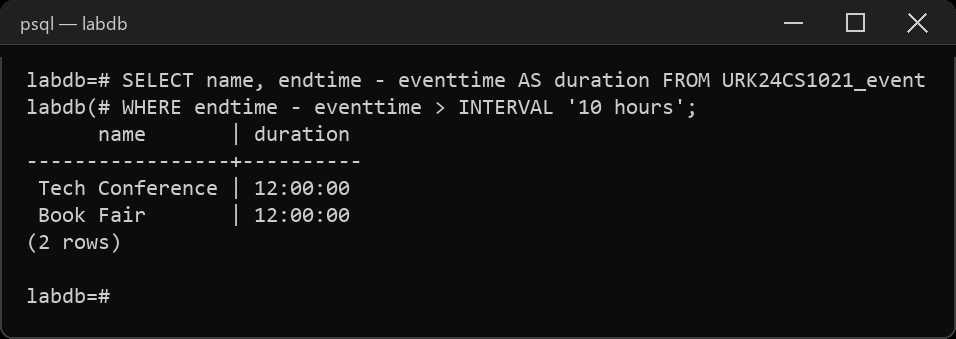 psql — labdb
labdb=# SELECT name, endtime - eventtime AS duration FROM URK24CS1021_event
labdb(# WHERE endtime - eventtime > INTERVAL '10 hours';
      name       | duration
-----------------+----------
 Tech Conference | 12:00:00
 Book Fair       | 12:00:00
(2 rows)
labdb=#